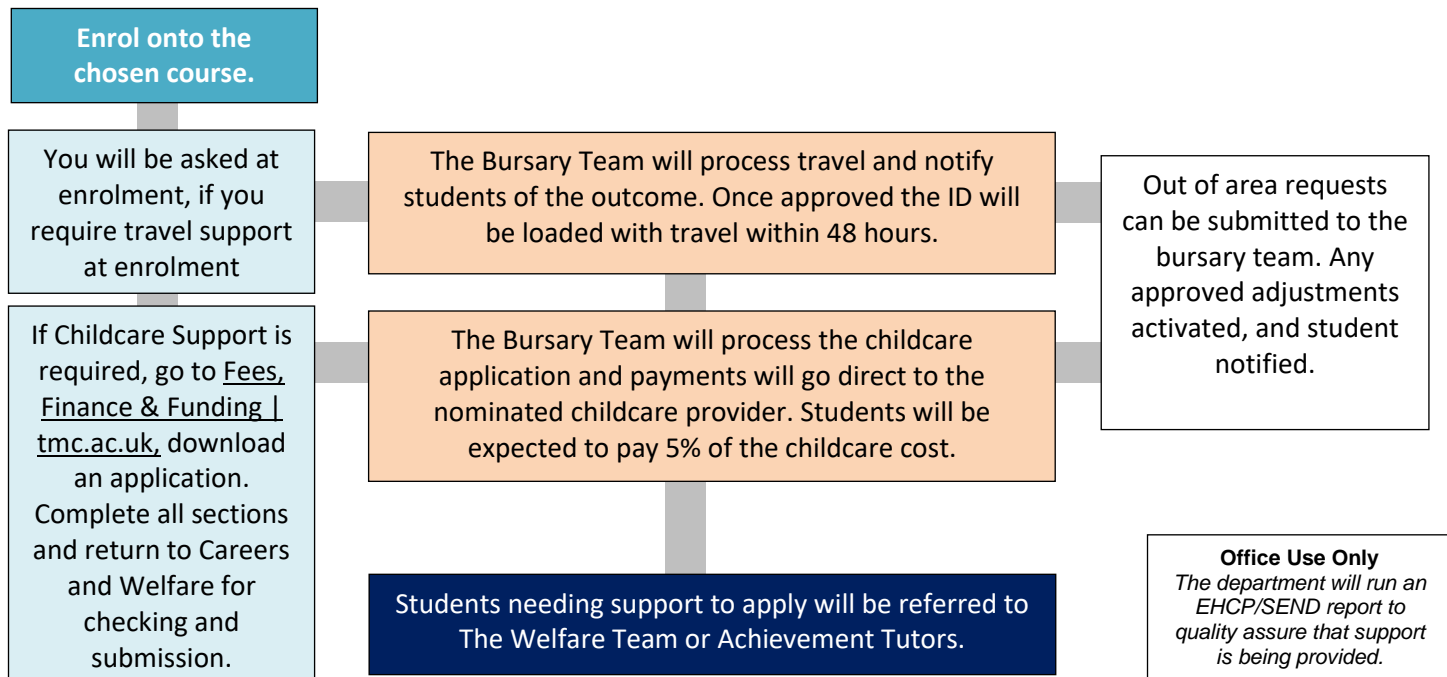 Enrol onto the
chosen course.
You will be asked at
enrolment, if you
require travel support
at enrolment
The Bursary Team will process travel and notify
students of the outcome. Once approved the ID will
be loaded with travel within 48 hours.
Out of area requests
can be submitted to the
bursary team. Any
approved adjustments
activated, and student
notified.
If Childcare Support is
required, go to Fees,
Finance & Funding |
tmc.ac.uk, download
an application.
Complete all sections
and return to Careers
and Welfare for
checking and
submission.
The Bursary Team will process the childcare
application and payments will go direct to the
nominated childcare provider. Students will be
expected to pay 5% of the childcare cost.
Students needing support to apply will be referred to
The Welfare Team or Achievement Tutors.
Office Use Only
The department will run an
EHCP/SEND report to
quality assure that support
is being provided.